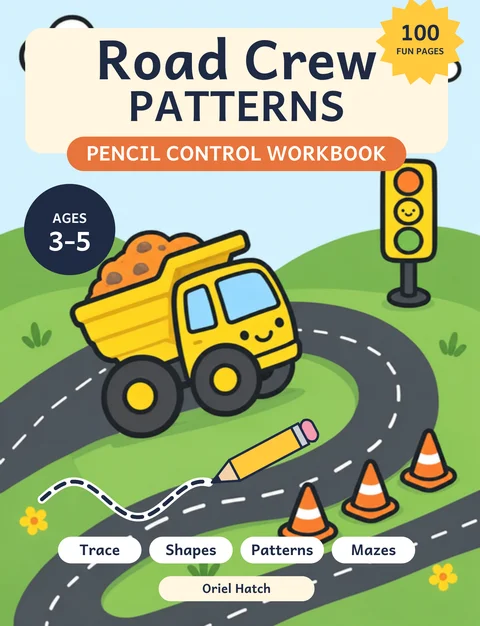 Road Crew
PATTERNS
100
FUN PAGES
PENCIL CONTROL WORKBOOK
AGES
3-5
Trace
Shapes
Patterns
Mazes
Oriel Hatch